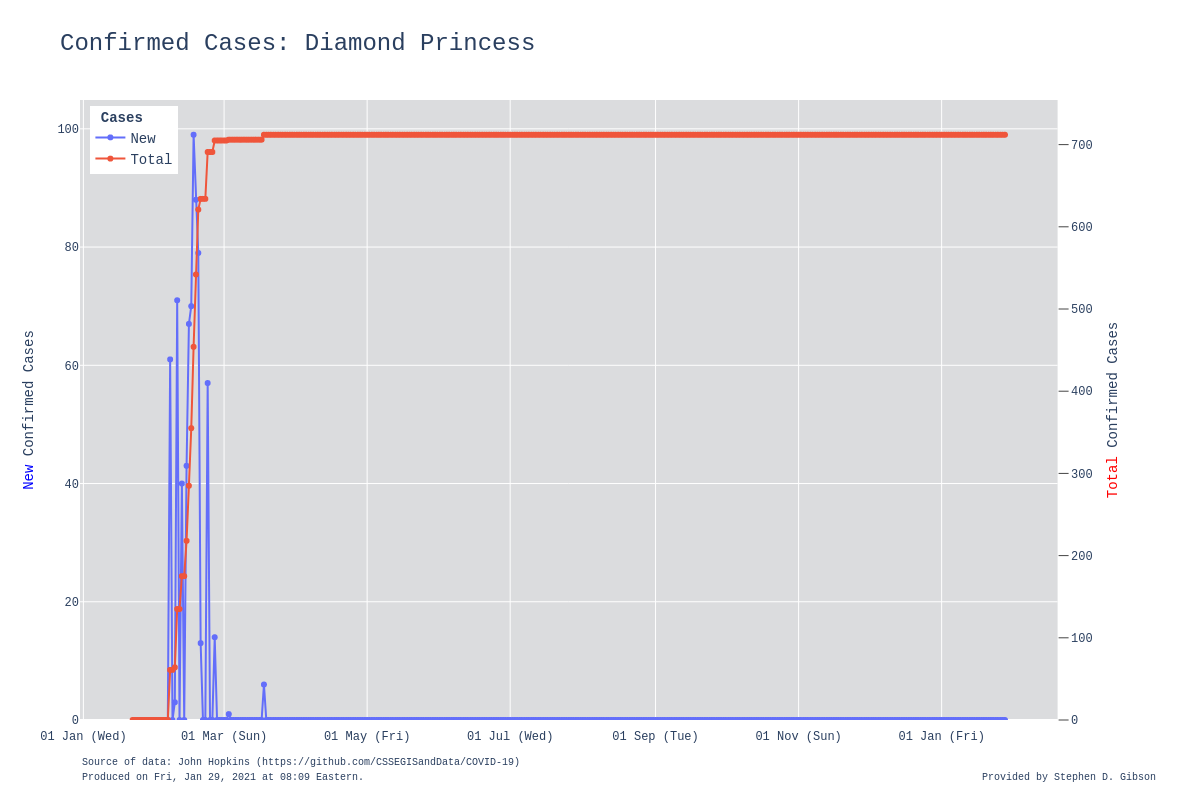 Confirmed Cases: Diamond Princess
Cases
New
Total
100
80
60
40
20
0
700
600
500
400
300
200
100
0
New Confirmed Cases
Total Confirmed Cases
01 Jan (Wed)
01 Mar (Sun)
01 May (Fri)
01 Jul (Wed)
01 Sep (Tue)
01 Nov (Sun)
01 Jan (Fri)
Source of data: John Hopkins (https://github.com/CSSEGISandData/COVID-19)
Produced on Fri, Jan 29, 2021 at 08:09 Eastern.
Provided by Stephen D. Gibson